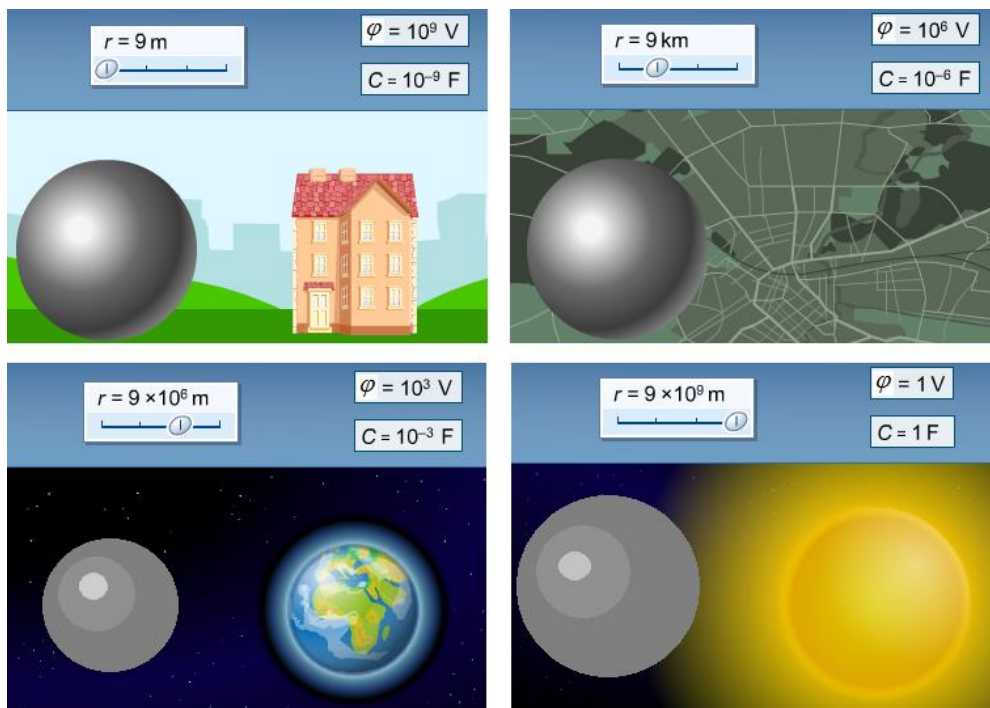 r = 9 m
φ = 10⁹ V
C = 10⁻⁹ F
r = 9 km
φ = 10⁶ V
C = 10⁻⁶ F
r = 9 ×10⁶ m
φ = 10³ V
C = 10⁻³ F
r = 9 ×10⁹ m
φ = 1 V
C = 1 F